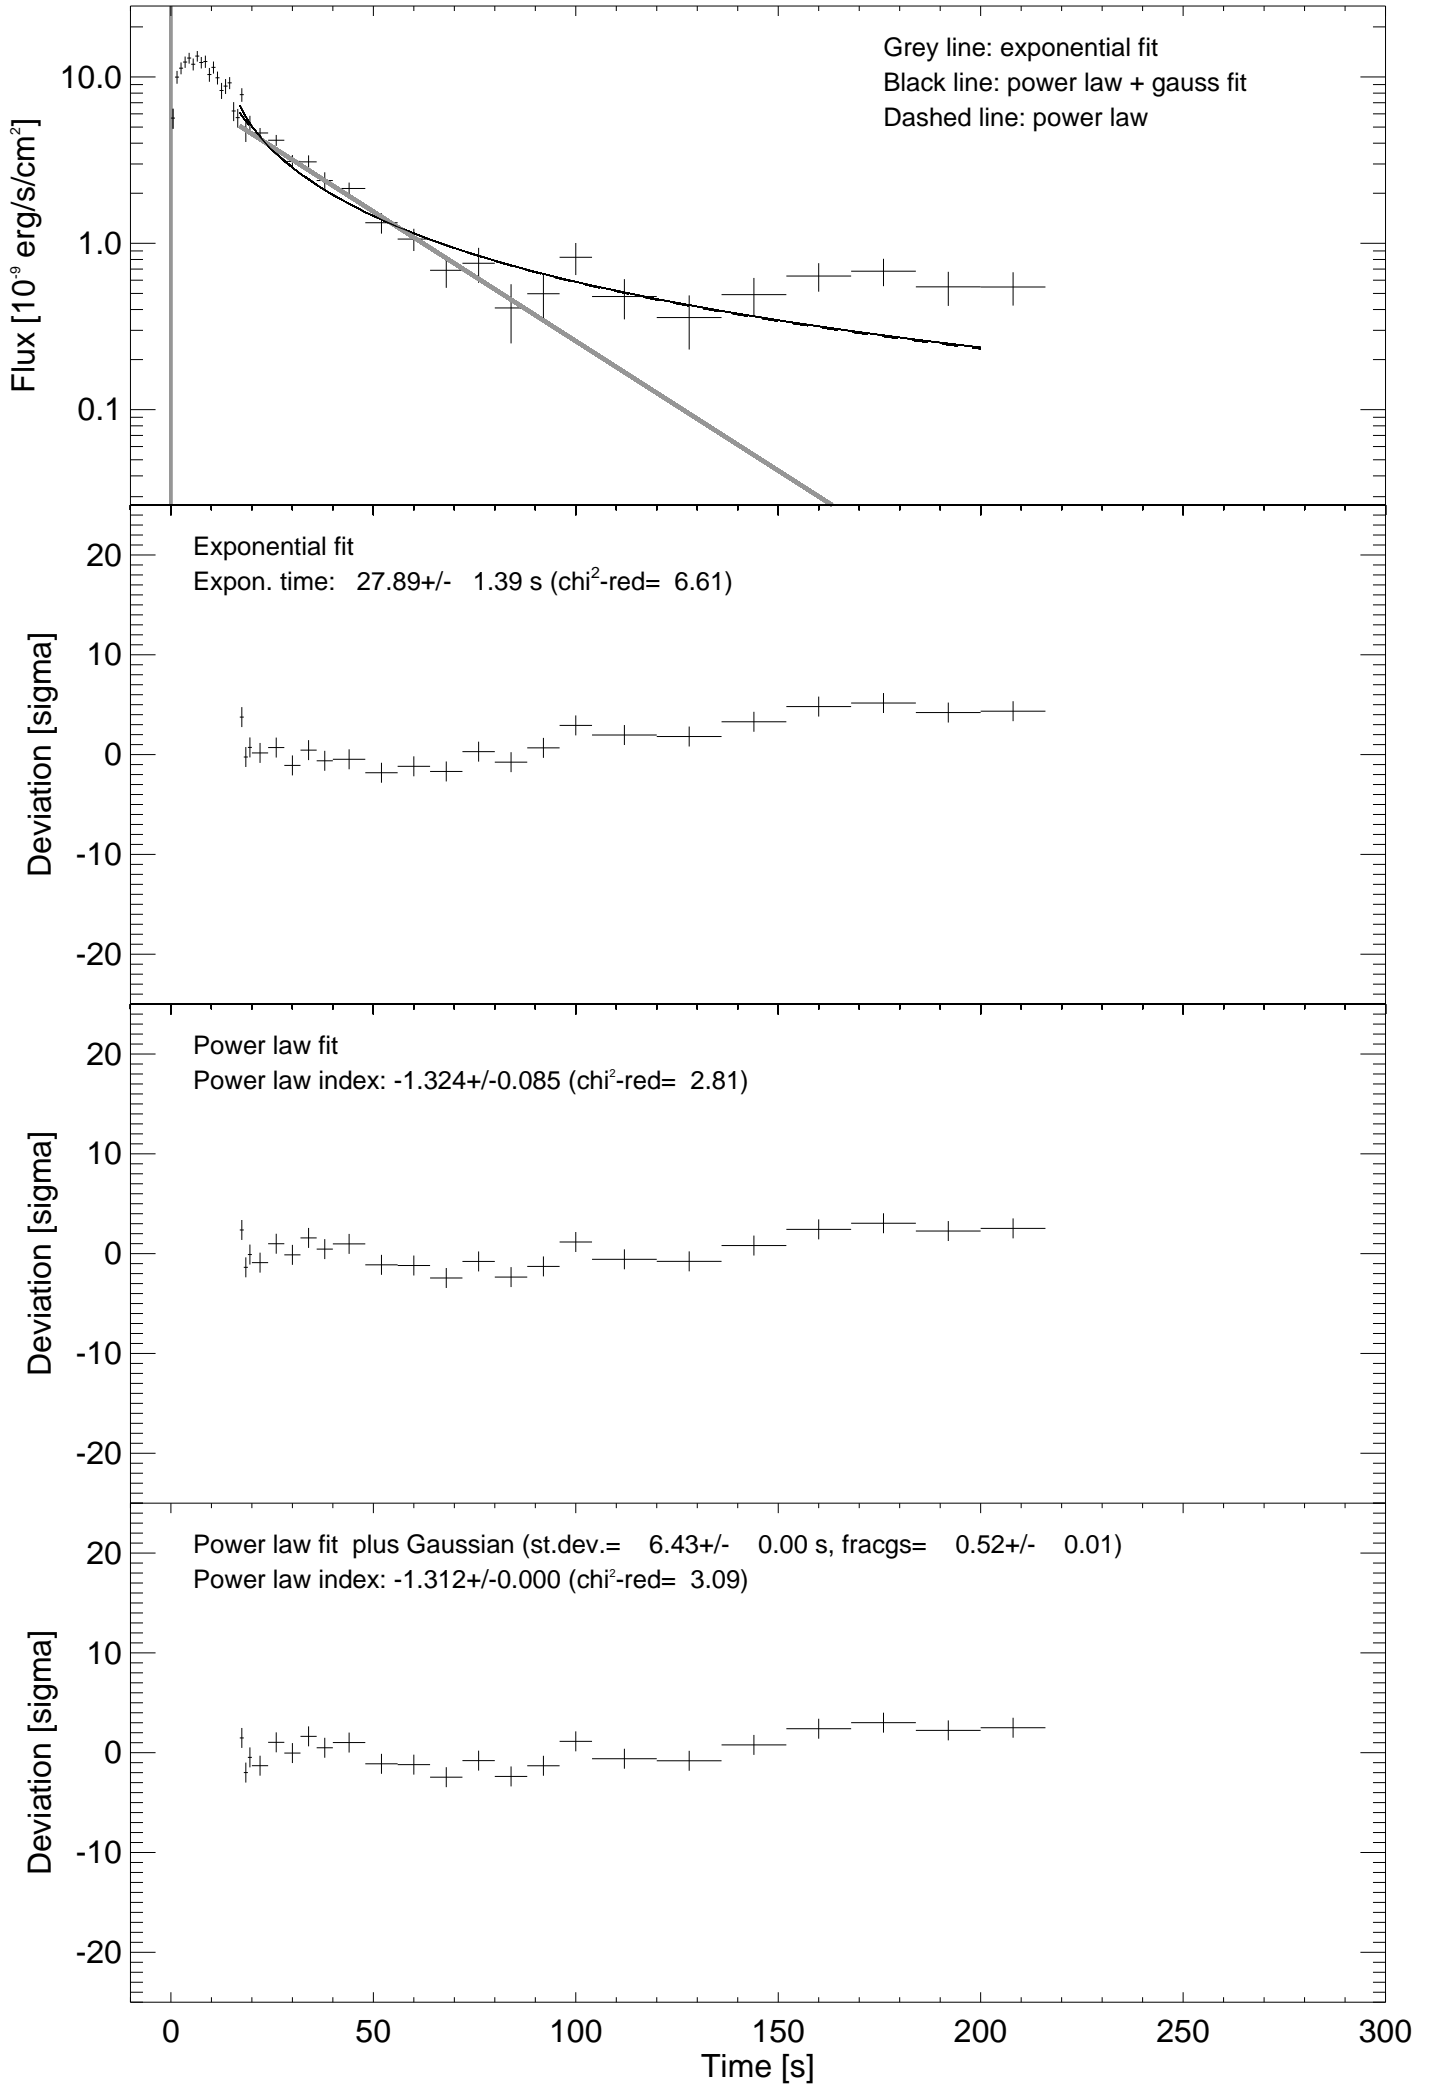 Grey line: exponential fit
Black line: power law + gauss fit
Dashed line: power law
10.0
1.0
0.1
Flux [10⁻⁹ erg/s/cm²]
Exponential fit
Expon. time: 27.89+/- 1.39 s (chi²-red= 6.61)
20
10
0
-10
-20
Deviation [sigma]
Power law fit
Power law index: -1.324+/-0.085 (chi²-red= 2.81)
20
10
0
-10
-20
Deviation [sigma]
Power law fit plus Gaussian (st.dev.= 6.43+/- 0.00 s, fracgs= 0.52+/- 0.01)
Power law index: -1.312+/-0.000 (chi²-red= 3.09)
20
10
0
-10
-20
Deviation [sigma]
0 50 100 150 200 250 300
Time [s]